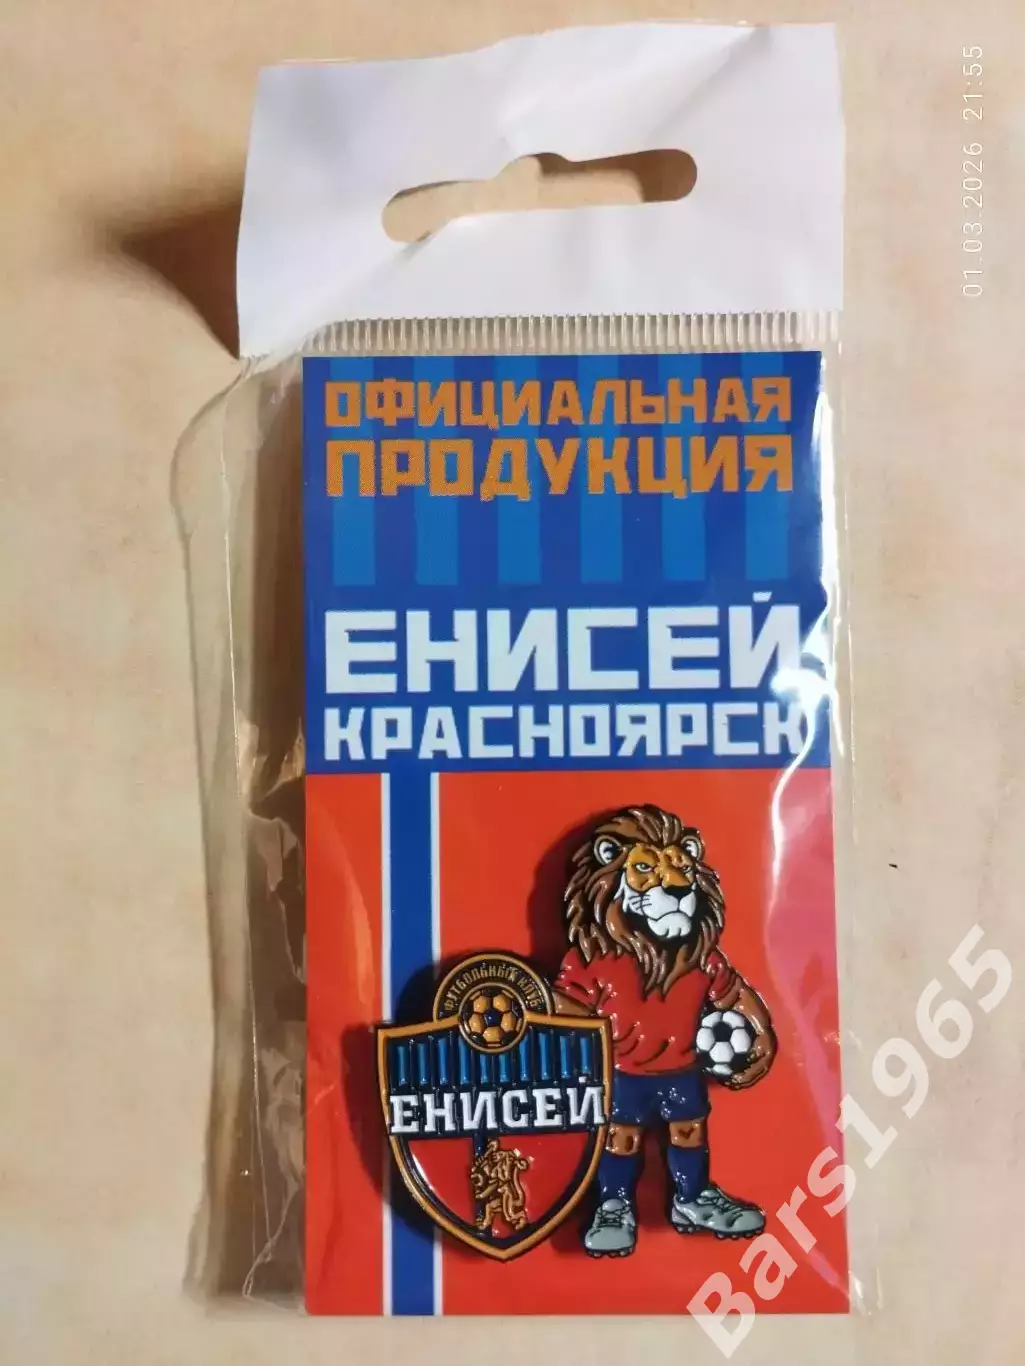 01.03.2026 21:55
ОФИЦИАЛЬНАЯ
ПРОДУКЦИЯ
ЕНИСЕЙ
КРАСНОЯРСК
ФУТБОЛЬНЫЙ КЛУБ
ЕНИСЕЙ
Bars1965